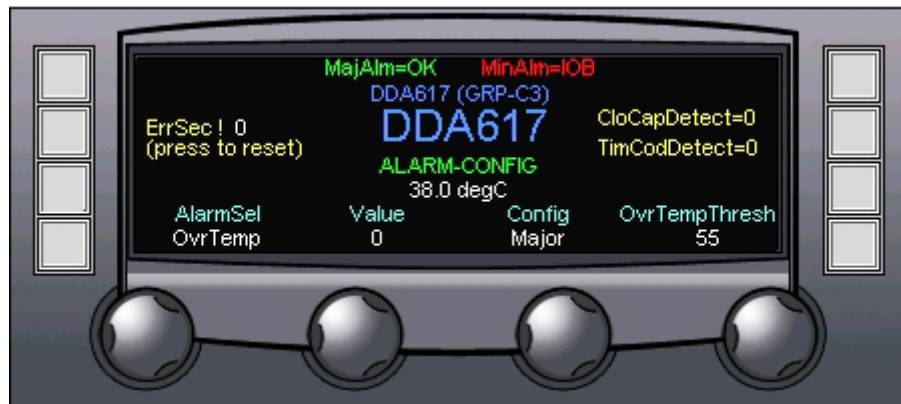 MajAlm=OK MinAlm=IOB
DDA617 (GRP-C3)
DDA617
ErrSec ! 0
(press to reset)
CloCapDetect=0
TimCodDetect=0
ALARM-CONFIG
38.0 degC
AlarmSel Value Config OvrTempThresh
OvrTemp 0 Major 55